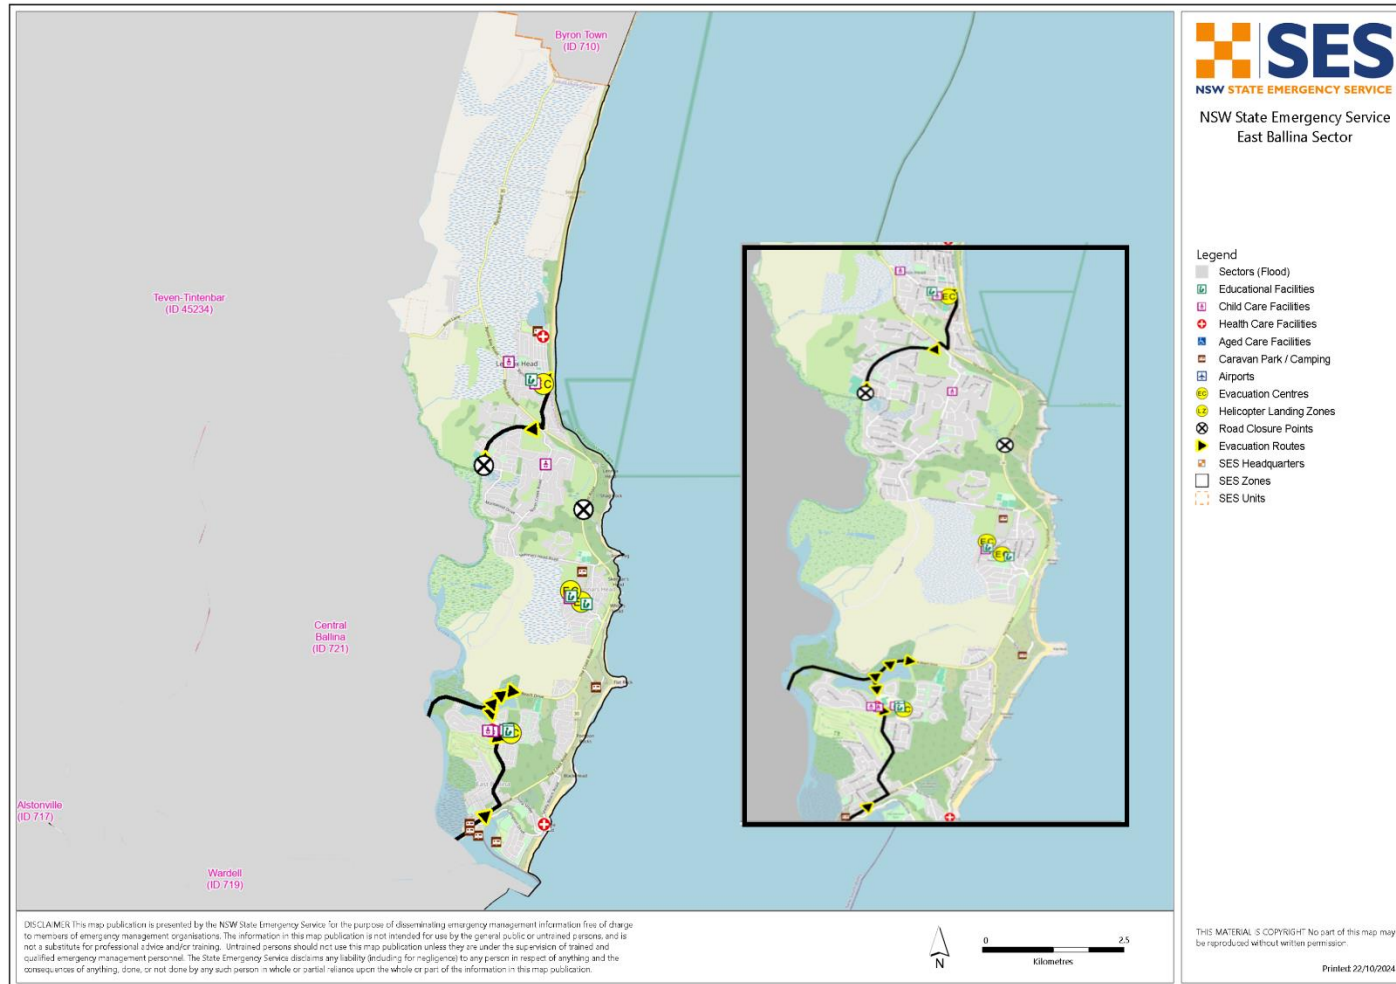 Byron Town
(ID 710)
Teven-Tintenbar
(ID 45234)
Central
Ballina
(ID 721)
Alstonville
(ID 717)
Wardell
(ID 719)
Flat Rock
EC
EC
EC
SES
NSW STATE EMERGENCY SERVICE
NSW State Emergency Service
East Ballina Sector
Legend
Sectors (Flood)
Educational Facilities
Child Care Facilities
Health Care Facilities
Aged Care Facilities
Caravan Park / Camping
Airports
EC Evacuation Centres
LZ Helicopter Landing Zones
Road Closure Points
Evacuation Routes
SES Headquarters
SES Zones
SES Units
DISCLAIMER This map publication is presented by the NSW State Emergency Service for the purpose of disseminating emergency management information free of charge
to members of emergency management organisations. The information in this map publication is not intended for use by the general public or untrained persons, and is
not a substitute for professional advice and/or training. Untrained persons should not use this map publication unless they are under the supervision of trained and
qualified emergency management personnel. The State Emergency Service disclaims any liability (including for negligence) to any person in respect of anything and the
consequences of anything, done, or not done by any such person in whole or partial reliance upon the whole or part of the information in this map publication.
N
0 2.5
Kilometres
THIS MATERIAL IS COPYRIGHT No part of this map may
be reproduced without written permission.
Printed:22/10/2024